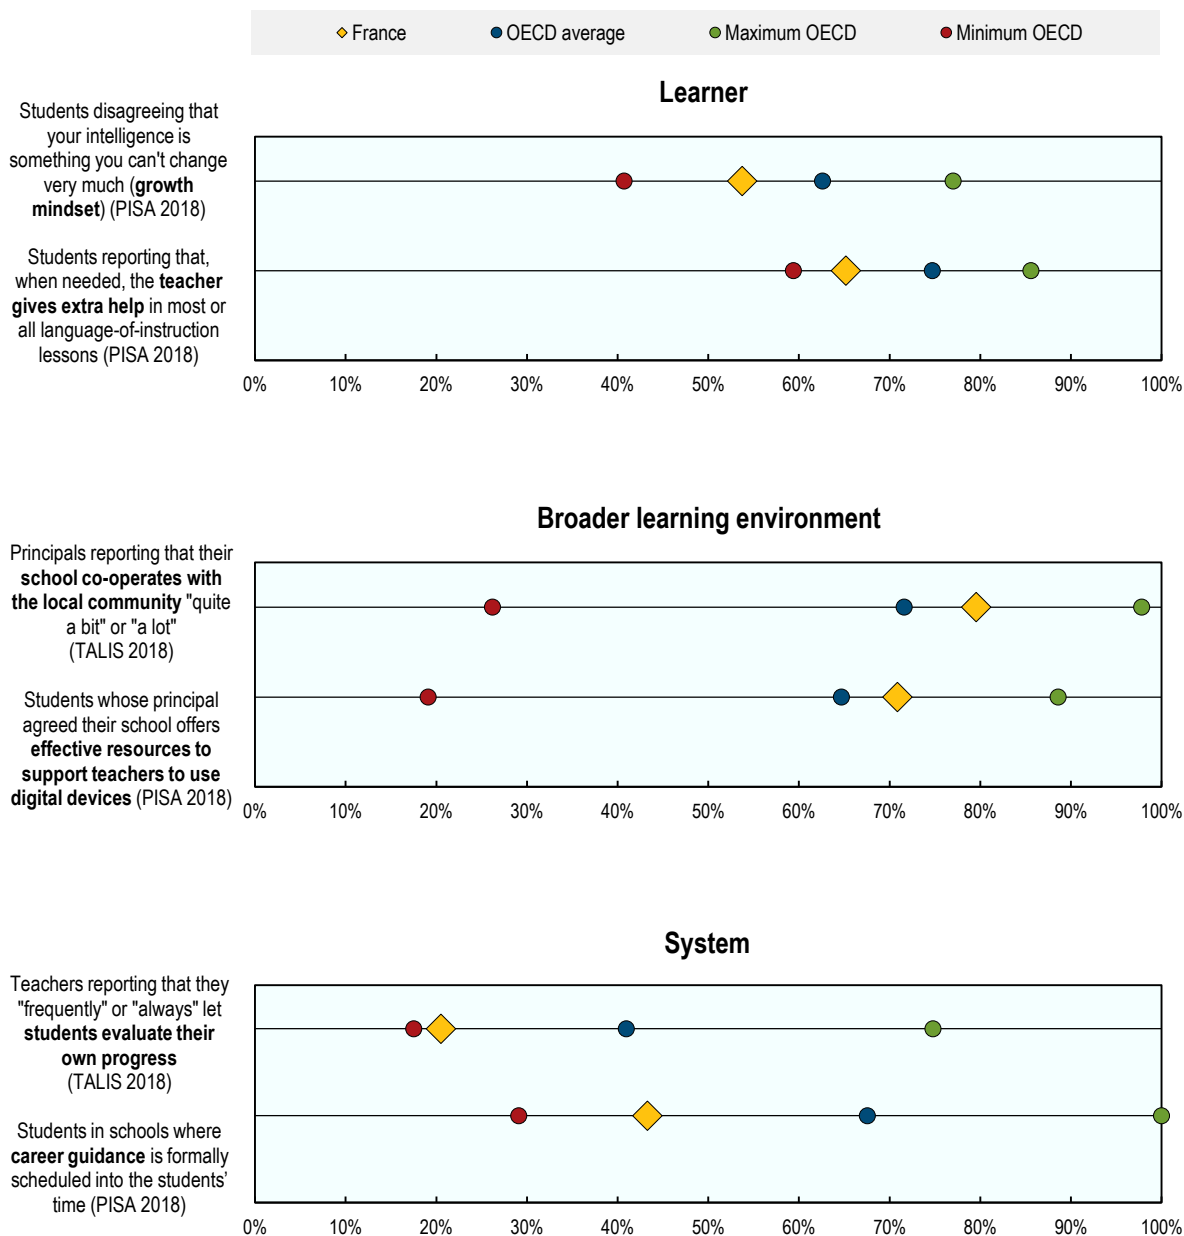 France OECD average Maximum OECD Minimum OECD
Learner
Students disagreeing that
your intelligence is
something you can't change
very much (growth
mindset) (PISA 2018)
Students reporting that,
when needed, the teacher
gives extra help in most or
all language-of-instruction
lessons (PISA 2018)
0% 10% 20% 30% 40% 50% 60% 70% 80% 90% 100%
Broader learning environment
Principals reporting that their
school co-operates with
the local community "quite
a bit" or "a lot"
(TALIS 2018)
Students whose principal
agreed their school offers
effective resources to
support teachers to use
digital devices (PISA 2018)
0% 10% 20% 30% 40% 50% 60% 70% 80% 90% 100%
System
Teachers reporting that they
"frequently" or "always" let
students evaluate their
own progress
(TALIS 2018)
Students in schools where
career guidance is formally
scheduled into the students’
time (PISA 2018)
0% 10% 20% 30% 40% 50% 60% 70% 80% 90% 100%